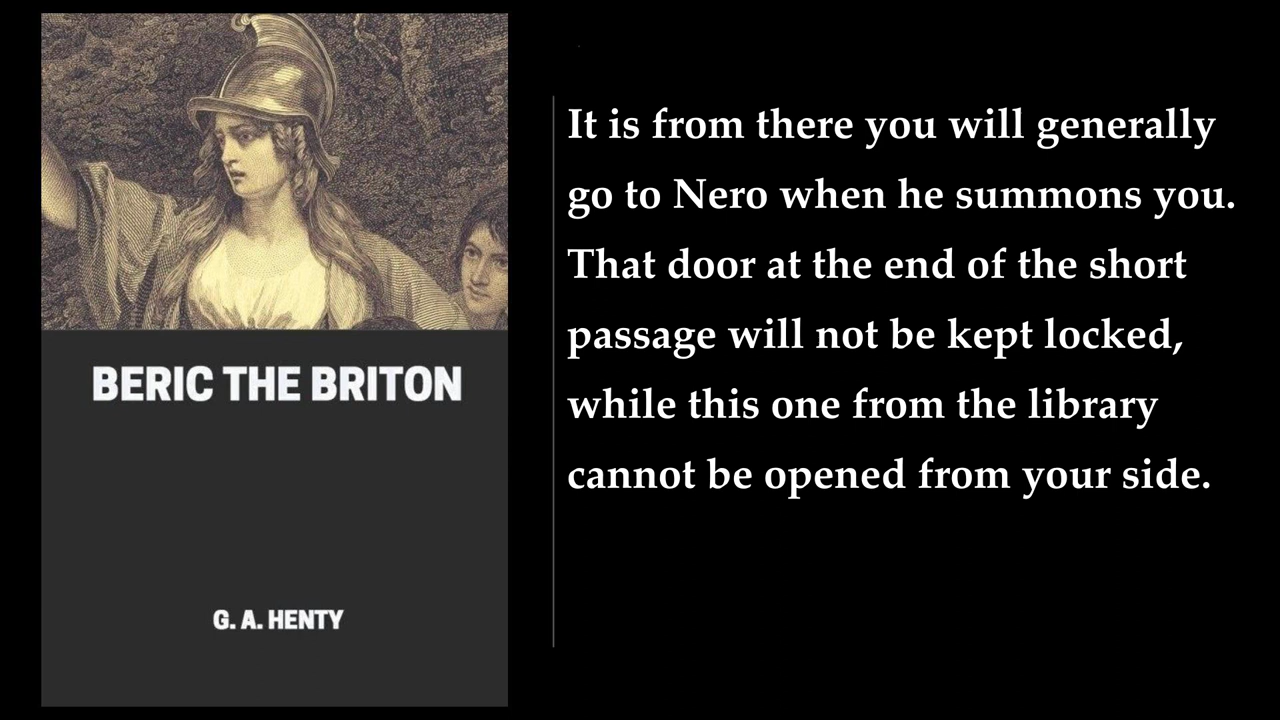 BERIC THE BRITON
G. A. HENTY
It is from there you will generally
go to Nero when he summons you.
That door at the end of the short
passage will not be kept locked,
while this one from the library
cannot be opened from your side.